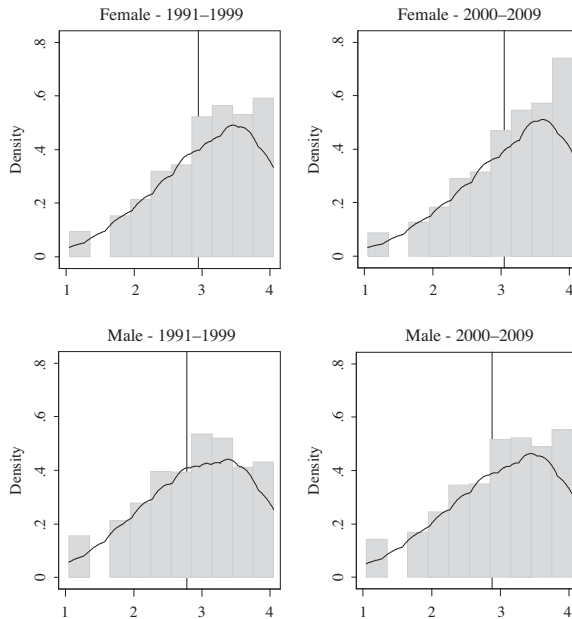 Female - 1991–1999
Female - 2000–2009
Density
.8
.6
.4
.2
0
1 2 3 4
Density
.8
.6
.4
.2
0
1 2 3 4
Male - 1991–1999
Male - 2000–2009
Density
.8
.6
.4
.2
0
1 2 3 4
Density
.8
.6
.4
.2
0
1 2 3 4